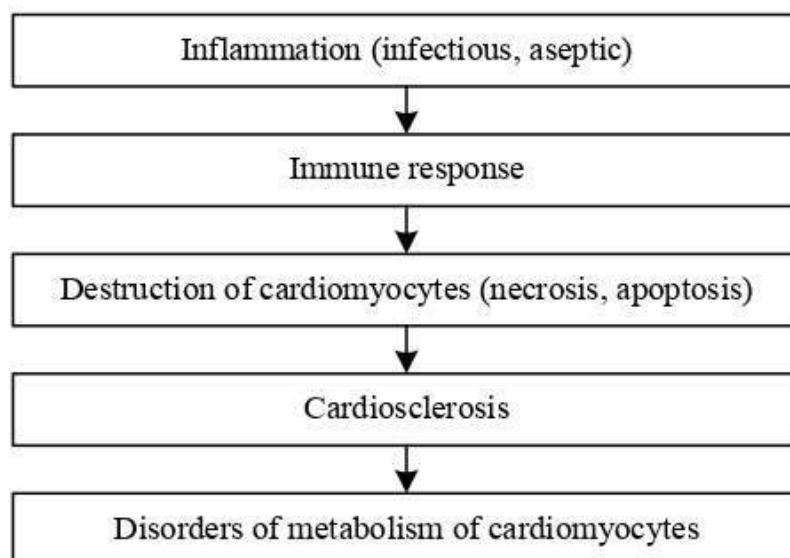 Inflammation (infectious, aseptic)
Immune response
Destruction of cardiomyocytes (necrosis, apoptosis)
Cardiosclerosis
Disorders of metabolism of cardiomyocytes